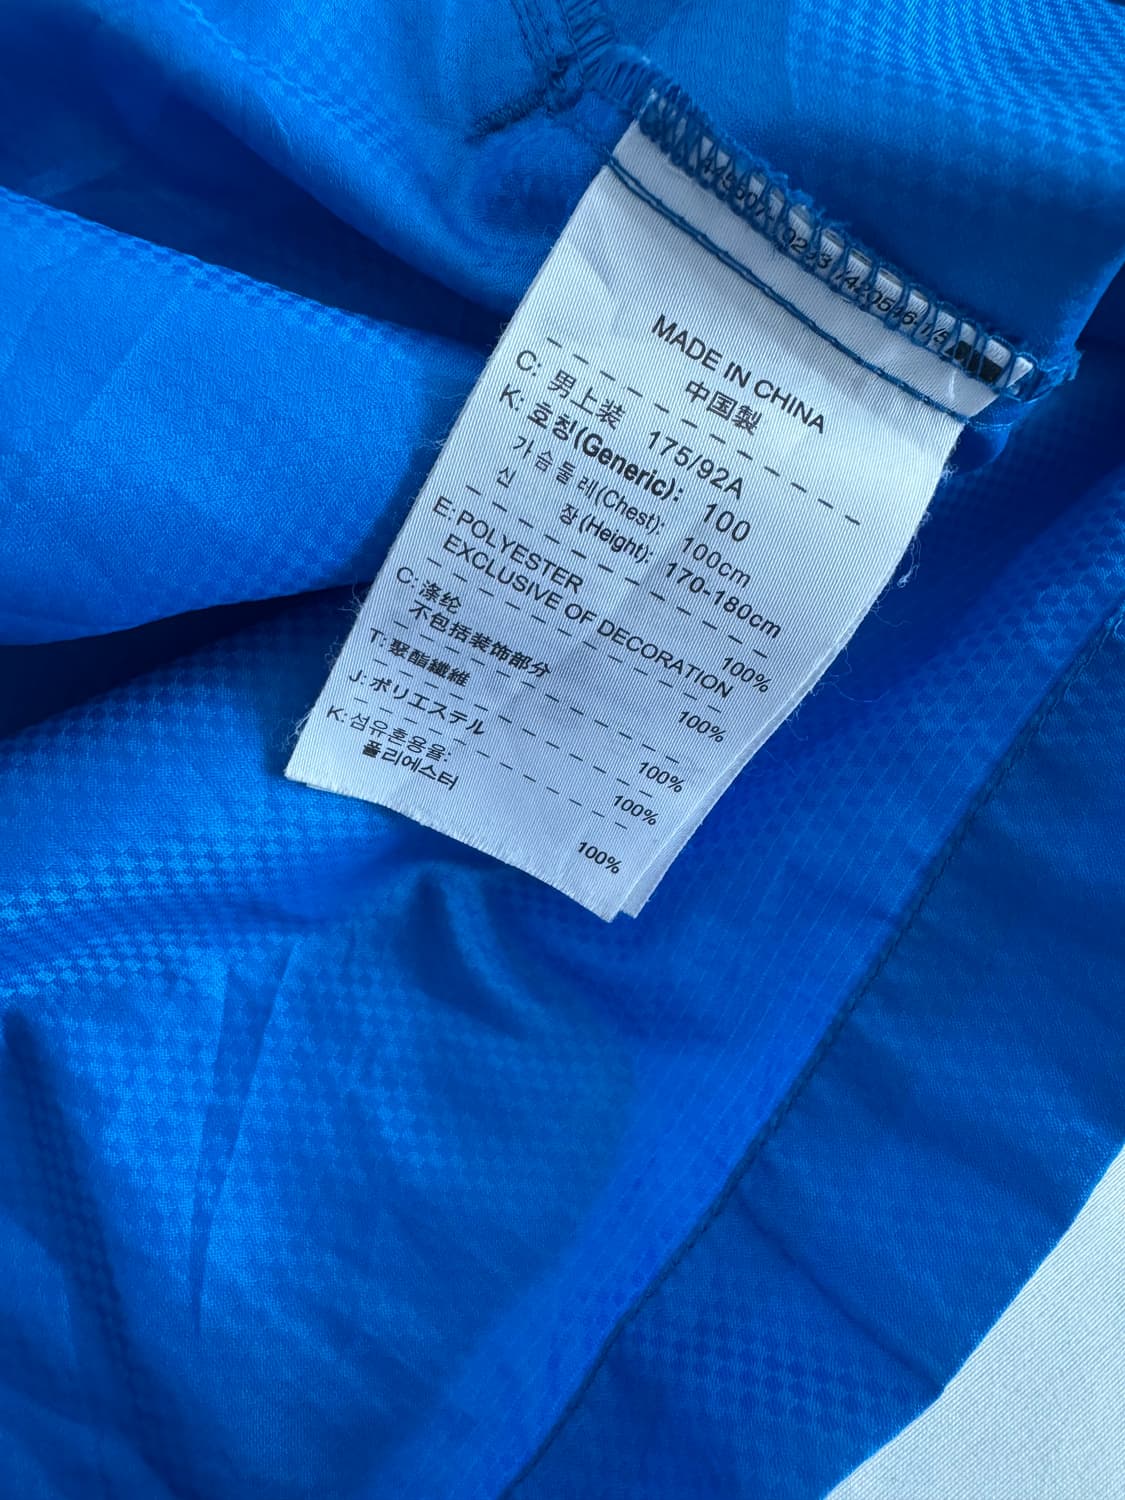 MADE IN CHINA
中国製
C: 男上装 175/92A
K: 호칭(Generic): 100
가슴둘레(Chest): 100cm
신 장(Height): 170-180cm
E: POLYESTER 100%
EXCLUSIVE OF DECORATION
C: 涤纶 100%
不包括装饰部分
T: 聚酯纖維 100%
J: ポリエステル 100%
K: 섬유혼용율:
폴리에스터 100%